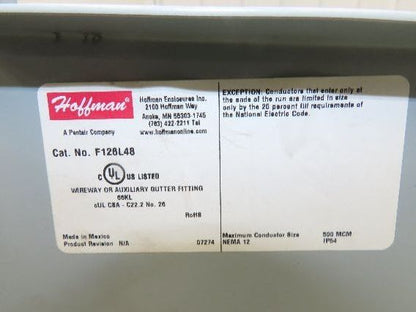 Hoffman®
A Pentair Company
Hoffman Enclosures Inc.
2100 Hoffman Way
Anoka, MN 55303-1745
(763) 422-2211 Tel
www.hoffmanonline.com
Cat. No. F126L48
C UL US LISTED
WIREWAY OR AUXILIARY GUTTER FITTING
66KL
cUL CSA - C22.2 No. 26
RoHS
Made in Mexico
Product Revision N/A
07274
EXCEPTION: Conductors that enter only at
the ends of the run are limited in size
only by the 20 percent fill requirements of
the National Electric Code.
Maximum Conductor Size 500 MCM
NEMA 12 IP54